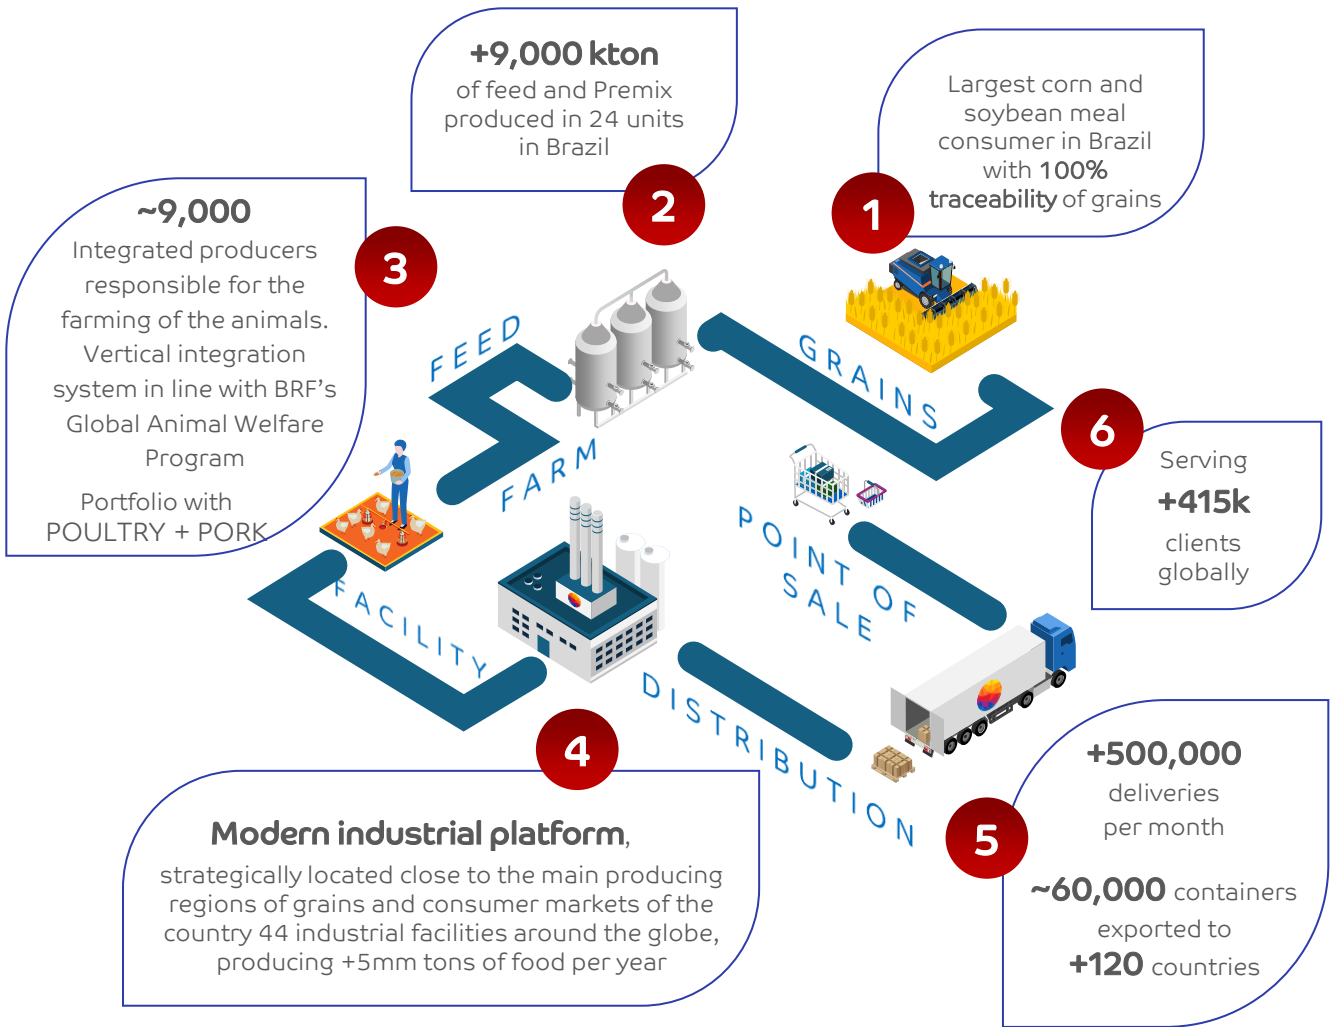 1
Largest corn and
soybean meal
consumer in Brazil
with 100%
traceability of grains
2
+9,000 kton
of feed and Premix
produced in 24 units
in Brazil
3
~9,000
Integrated producers
responsible for the
farming of the animals.
Vertical integration
system in line with BRF's
Global Animal Welfare
Program
Portfolio with
POULTRY + PORK
4
Modern industrial platform,
strategically located close to the main producing
regions of grains and consumer markets of the
country 44 industrial facilities around the globe,
producing +5mm tons of food per year
5
+500,000
deliveries
per month
~60,000 containers
exported to
+120 countries
6
Serving
+415k
clients
globally
GRAINS
FEED
FARM
FACILITY
DISTRIBUTION
POINT OF
SALE